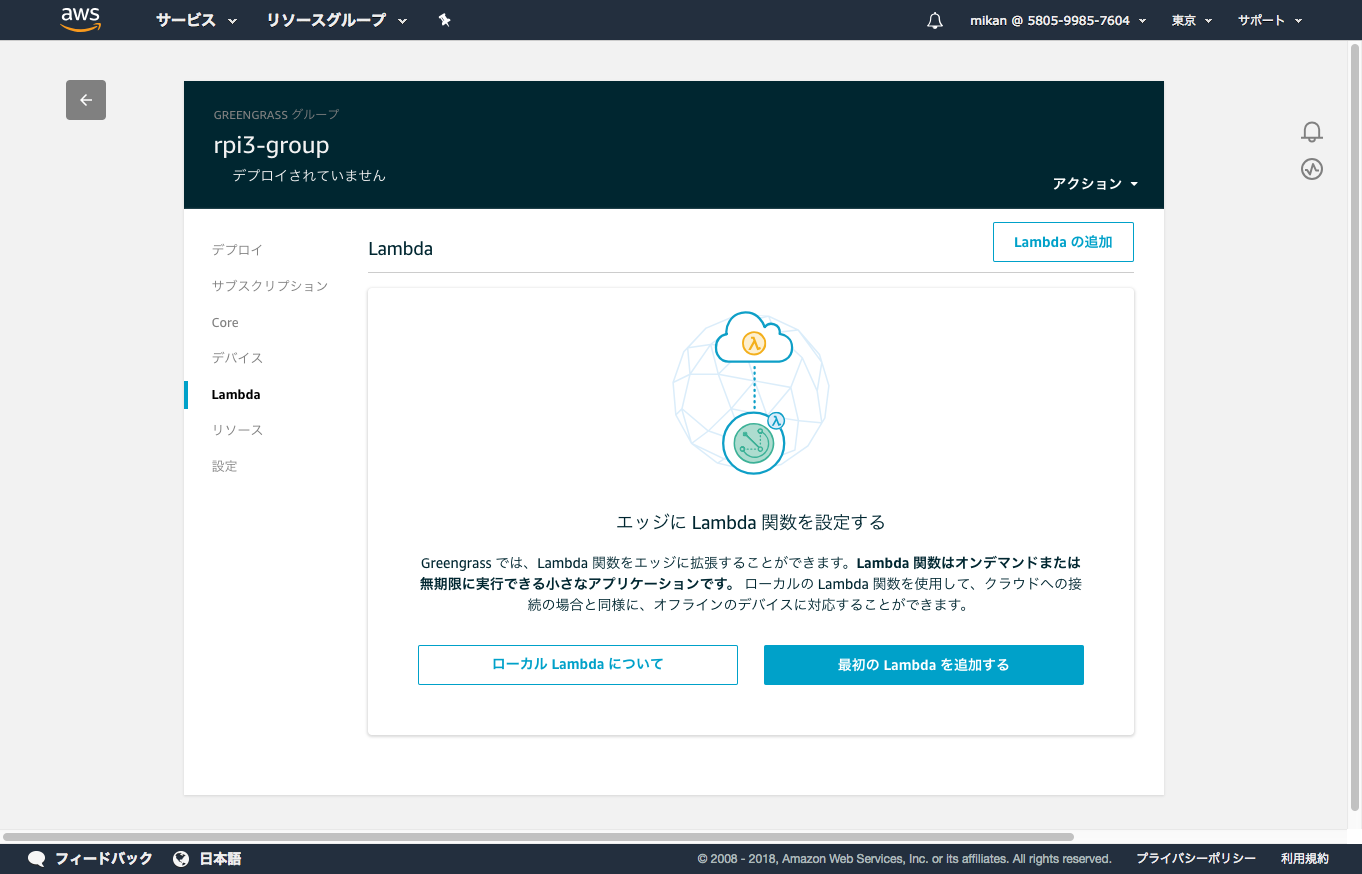 aws サービス リソースグループ mikan @ 5805-9985-7604 東京 サポート
GREENGRASS グループ
rpi3-group
デプロイされていません
アクション
デプロイ
サブスクリプション
Core
デバイス
Lambda
リソース
設定
Lambda
Lambda の追加
λ
λ
エッジに Lambda 関数を設定する
Greengrass では、Lambda 関数をエッジに拡張することができます。Lambda 関数はオンデマンドまたは
無期限に実行できる小さなアプリケーションです。 ローカルの Lambda 関数を使用して、クラウドへの接
続の場合と同様に、オフラインのデバイスに対応することができます。
ローカル Lambda について
最初の Lambda を追加する
フィードバック 日本語 © 2008 - 2018, Amazon Web Services, Inc. or its affiliates. All rights reserved. プライバシーポリシー 利用規約